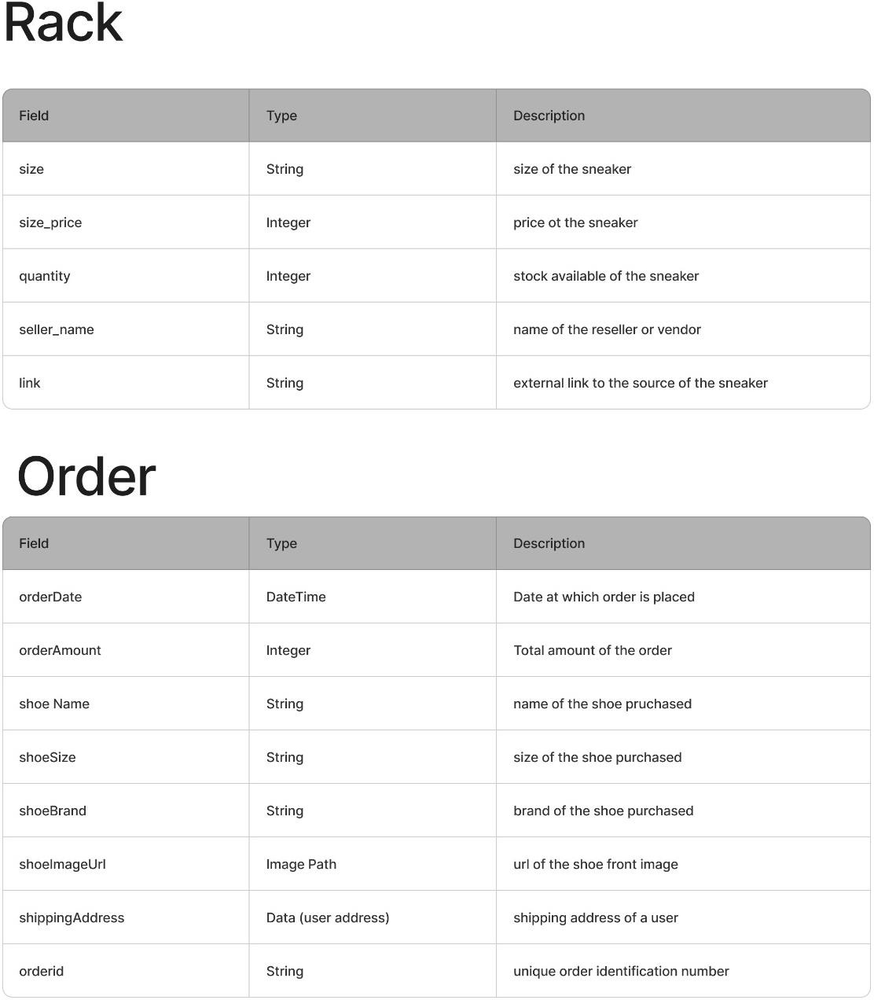 Rack
Field Type Description
size String size of the sneaker
size_price Integer price ot the sneaker
quantity Integer stock available of the sneaker
seller_name String name of the reseller or vendor
link String external link to the source of the sneaker
Order
Field Type Description
orderDate DateTime Date at which order is placed
orderAmount Integer Total amount of the order
shoe Name String name of the shoe pruchased
shoeSize String size of the shoe purchased
shoeBrand String brand of the shoe purchased
shoeImageUrl Image Path url of the shoe front image
shippingAddress Data (user address) shipping address of a user
orderid String unique order identification number